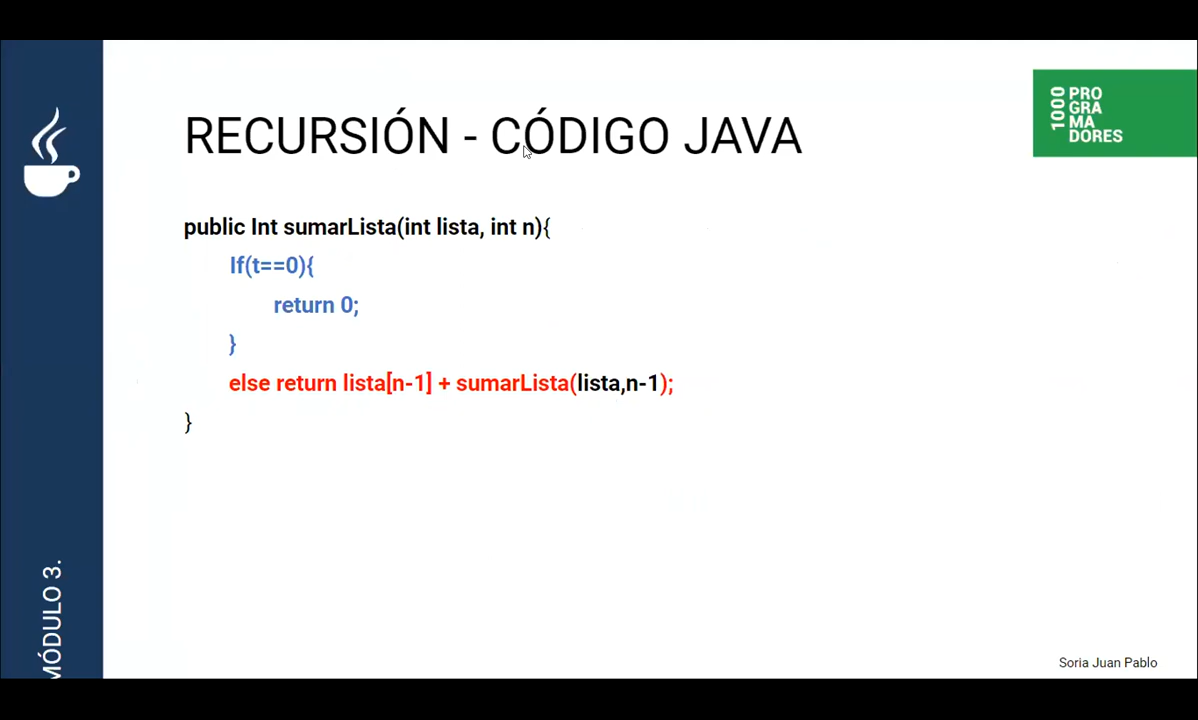 RECURSIÓN - CÓDIGO JAVA
1000
PRO
GRA
MA
DORES
public Int sumarLista(int lista, int n){
If(t==0){
return 0;
}
else return lista[n-1] + sumarLista(lista,n-1);
}
MÓDULO 3.
Soria Juan Pablo